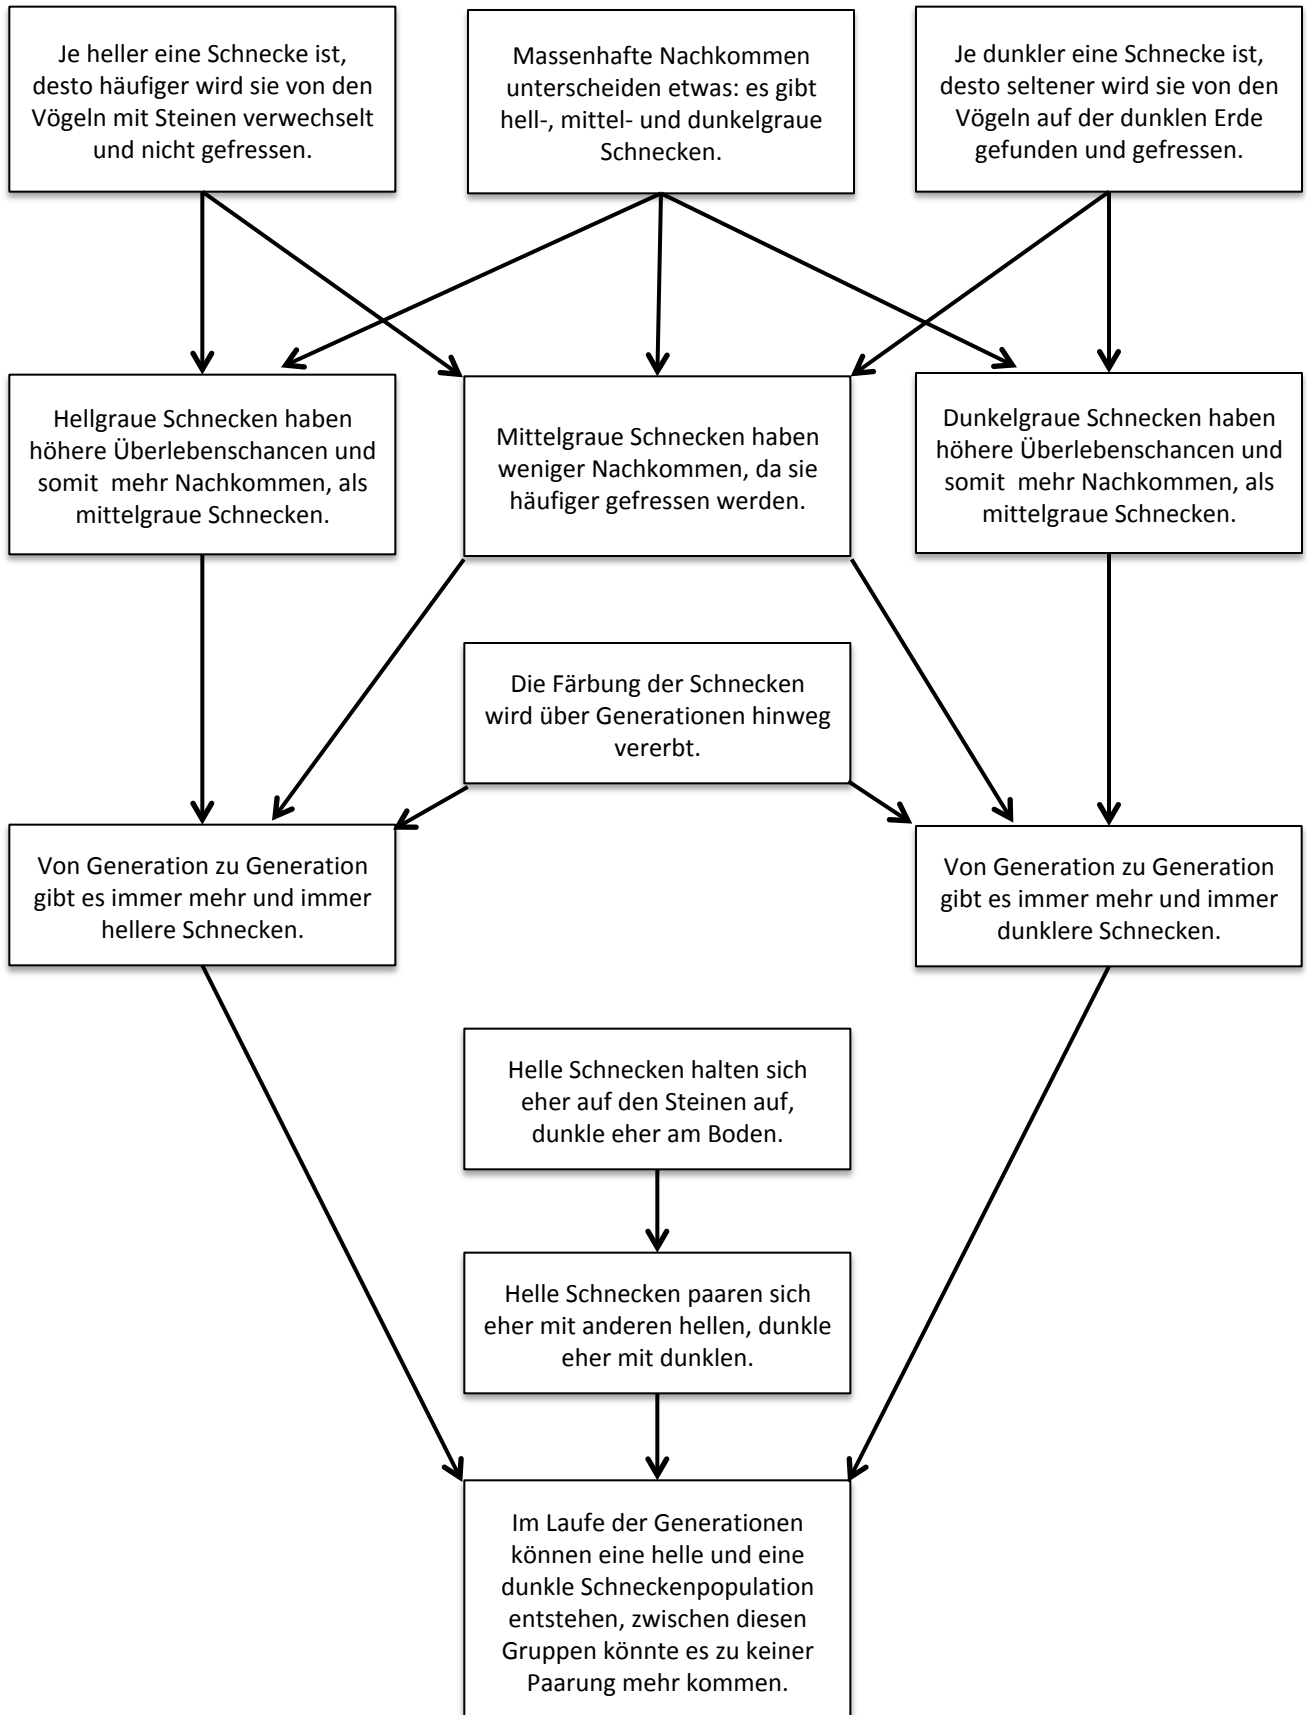 Je heller eine Schnecke ist,
desto häufiger wird sie von den
Vögeln mit Steinen verwechselt
und nicht gefressen.
Massenhafte Nachkommen
unterscheiden etwas: es gibt
hell-, mittel- und dunkelgraue
Schnecken.
Je dunkler eine Schnecke ist,
desto seltener wird sie von den
Vögeln auf der dunklen Erde
gefunden und gefressen.
Hellgraue Schnecken haben
höhere Überlebenschancen und
somit mehr Nachkommen, als
mittelgraue Schnecken.
Mittelgraue Schnecken haben
weniger Nachkommen, da sie
häufiger gefressen werden.
Dunkelgraue Schnecken haben
höhere Überlebenschancen und
somit mehr Nachkommen, als
mittelgraue Schnecken.
Die Färbung der Schnecken
wird über Generationen hinweg
vererbt.
Von Generation zu Generation
gibt es immer mehr und immer
hellere Schnecken.
Von Generation zu Generation
gibt es immer mehr und immer
dunklere Schnecken.
Helle Schnecken halten sich
eher auf den Steinen auf,
dunkle eher am Boden.
Helle Schnecken paaren sich
eher mit anderen hellen, dunkle
eher mit dunklen.
Im Laufe der Generationen
können eine helle und eine
dunkle Schneckenpopulation
entstehen, zwischen diesen
Gruppen könnte es zu keiner
Paarung mehr kommen.